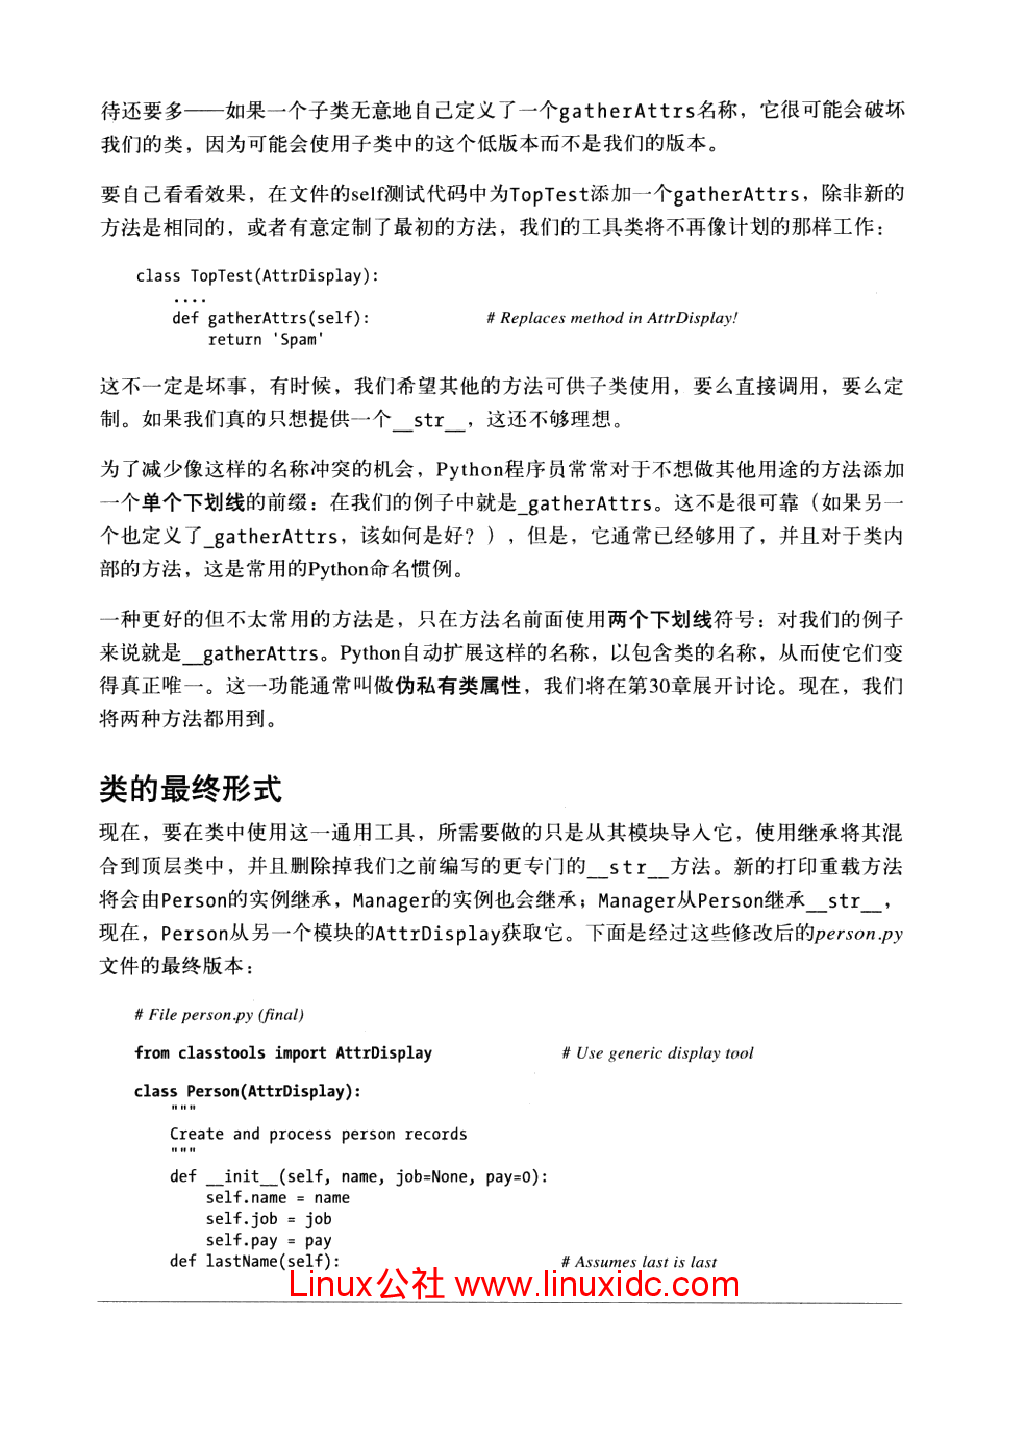 待还要多——如果一个子类无意地自己定义了一个gatherAttrs名称，它很可能会破坏
我们的类，因为可能会使用子类中的这个低版本而不是我们的版本。
要自己看看效果，在文件的self测试代码中为TopTest添加一个gatherAttrs，除非新的
方法是相同的，或者有意定制了最初的方法，我们的工具类将不再像计划的那样工作：
class TopTest(AttrDisplay):
....
def gatherAttrs(self): # Replaces method in AttrDisplay!
return 'Spam'
这不一定是坏事，有时候，我们希望其他的方法可供子类使用，要么直接调用，要么定
制。如果我们真的只想提供一个__str__，这还不够理想。
为了减少像这样的名称冲突的机会，Python程序员常常对于不想做其他用途的方法添加
一个单个下划线的前缀：在我们的例子中就是_gatherAttrs。这不是很可靠（如果另一
个也定义了_gatherAttrs，该如何是好？），但是，它通常已经够用了，并且对于类内
部的方法，这是常用的Python命名惯例。
一种更好的但不太常用的方法是，只在方法名前面使用两个下划线符号：对我们的例子
来说就是__gatherAttrs。Python自动扩展这样的名称，以包含类的名称，从而使它们变
得真正唯一。这一功能通常叫做伪私有类属性，我们将在第30章展开讨论。现在，我们
将两种方法都用到。
类的最终形式
现在，要在类中使用这一通用工具，所需要做的只是从其模块导入它，使用继承将其混
合到顶层类中，并且删除掉我们之前编写的更专门的__str__方法。新的打印重载方法
将会由Person的实例继承，Manager的实例也会继承；Manager从Person继承__str__，
现在，Person从另一个模块的AttrDisplay获取它。下面是经过这些修改后的person.py
文件的最终版本：
# File person.py (final)
from classtools import AttrDisplay # Use generic display tool
class Person(AttrDisplay):
"""
Create and process person records
"""
def __init__(self, name, job=None, pay=0):
self.name = name
self.job = job
self.pay = pay
def lastName(self): # Assumes last is last
Linux公社 www.linuxidc.com